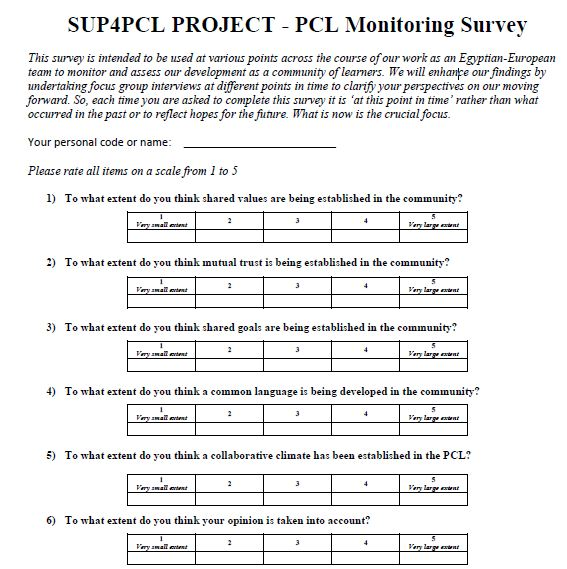 SUP4PCL PROJECT - PCL Monitoring Survey
This survey is intended to be used at various points across the course of our work as an Egyptian-European
team to monitor and assess our development as a community of learners. We will enhance our findings by
undertaking focus group interviews at different points in time to clarify your perspectives on our moving
forward. So, each time you are asked to complete this survey it is ‘at this point in time’ rather than what
occurred in the past or to reflect hopes for the future. What is now is the crucial focus.
Your personal code or name:
Please rate all items on a scale from 1 to 5
1) To what extent do you think shared values are being established in the community?
1 2 3 4 5
Very small extent Very large extent
2) To what extent do you think mutual trust is being established in the community?
1 2 3 4 5
Very small extent Very large extent
3) To what extent do you think shared goals are being established in the community?
1 2 3 4 5
Very small extent Very large extent
4) To what extent do you think a common language is being developed in the community?
1 2 3 4 5
Very small extent Very large extent
5) To what extent do you think a collaborative climate has been established in the PCL?
1 2 3 4 5
Very small extent Very large extent
6) To what extent do you think your opinion is taken into account?
1 2 3 4 5
Very small extent Very large extent